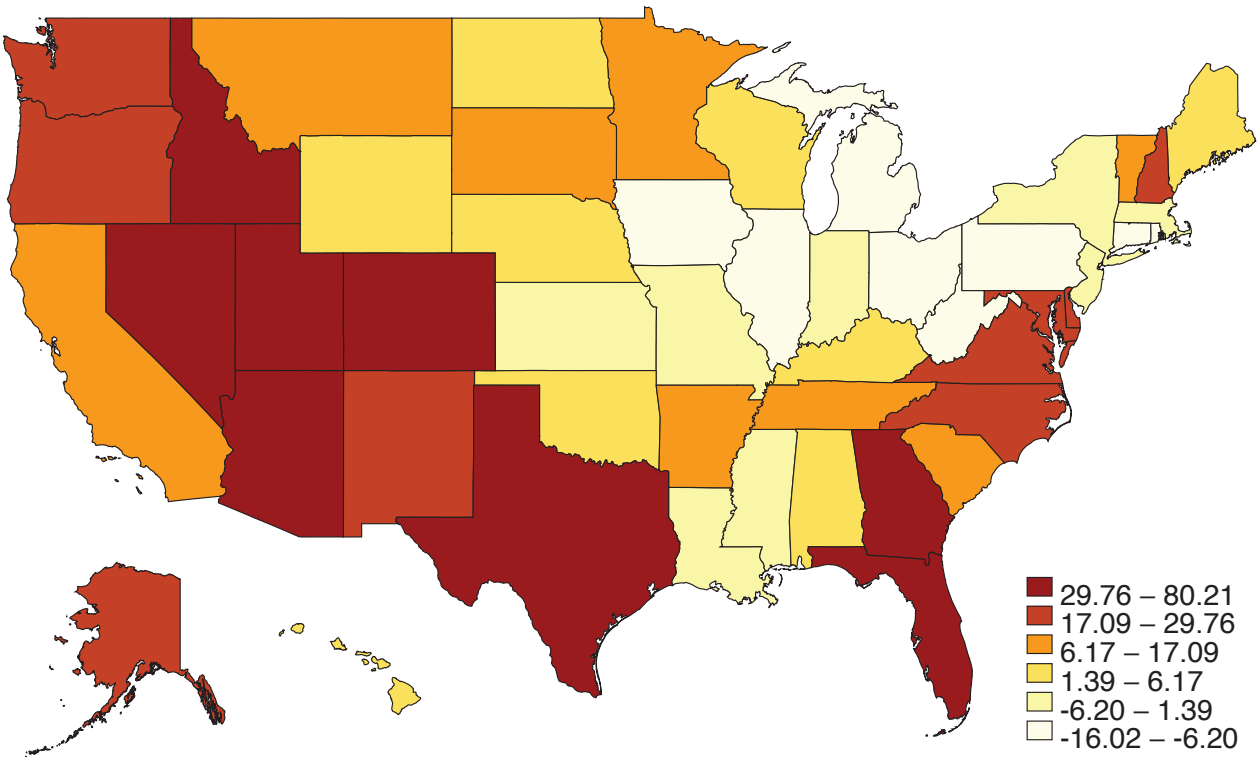 29.76 – 80.21
17.09 – 29.76
6.17 – 17.09
1.39 – 6.17
-6.20 – 1.39
-16.02 – -6.20